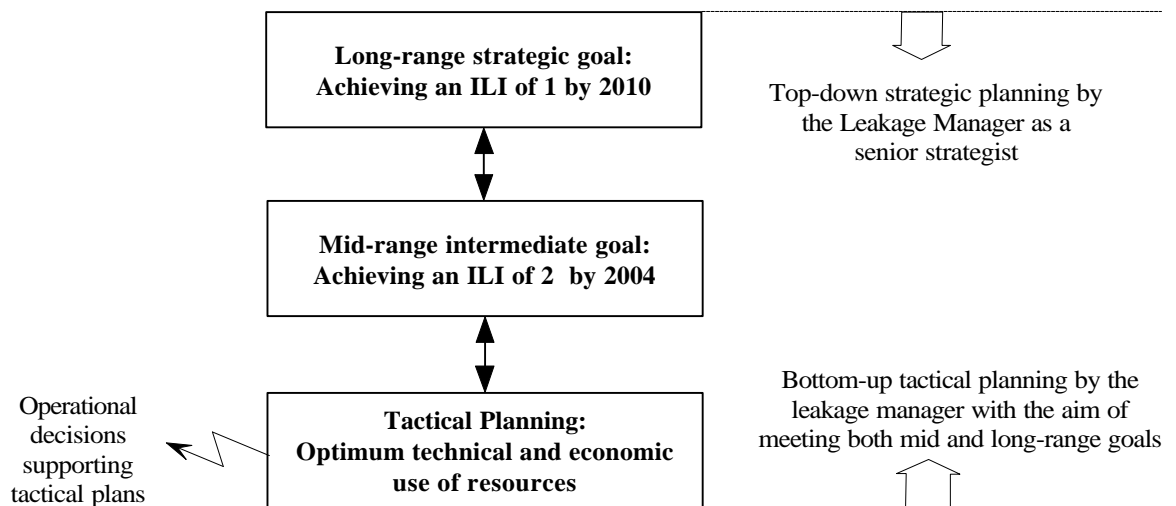 Long-range strategic goal:
Achieving an ILI of 1 by 2010
Top-down strategic planning by
the Leakage Manager as a
senior strategist
Mid-range intermediate goal:
Achieving an ILI of 2 by 2004
Operational
decisions
supporting
tactical plans
Tactical Planning:
Optimum technical and economic
use of resources
Bottom-up tactical planning by the
leakage manager with the aim of
meeting both mid and long-range goals